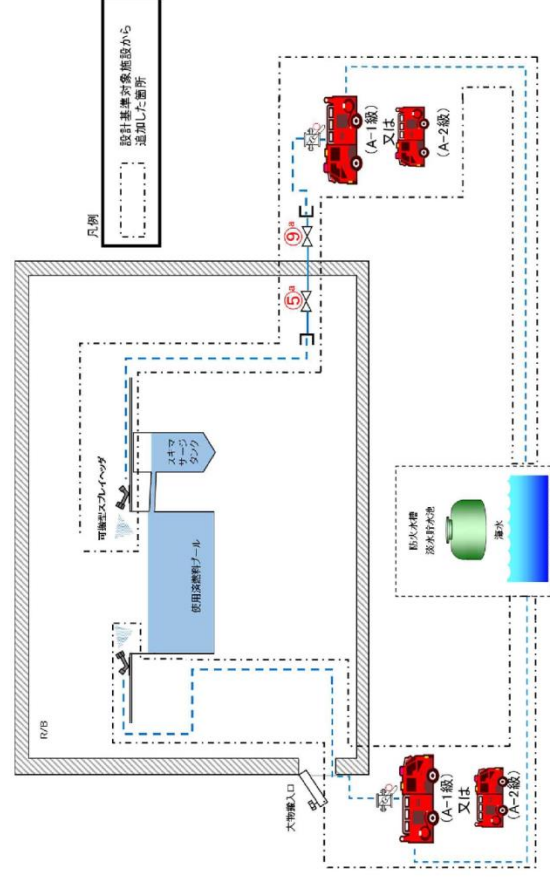 凡例
設計基準対象施設から
追加した箇所
R/B
可搬型スプレイヘッダ
スキマ
サージ
タンク
使用済燃料プール
⑤a
⑨a
大物搬入口
(A-1級)
又は
(A-2級)
(A-1級)
又は
(A-2級)
防火水槽
淡水貯水池
海水